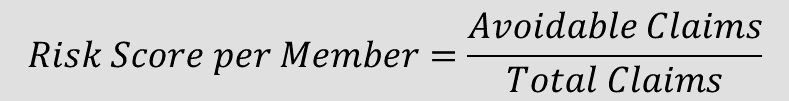 Risk Score per Member = Avoidable Claims / Total Claims